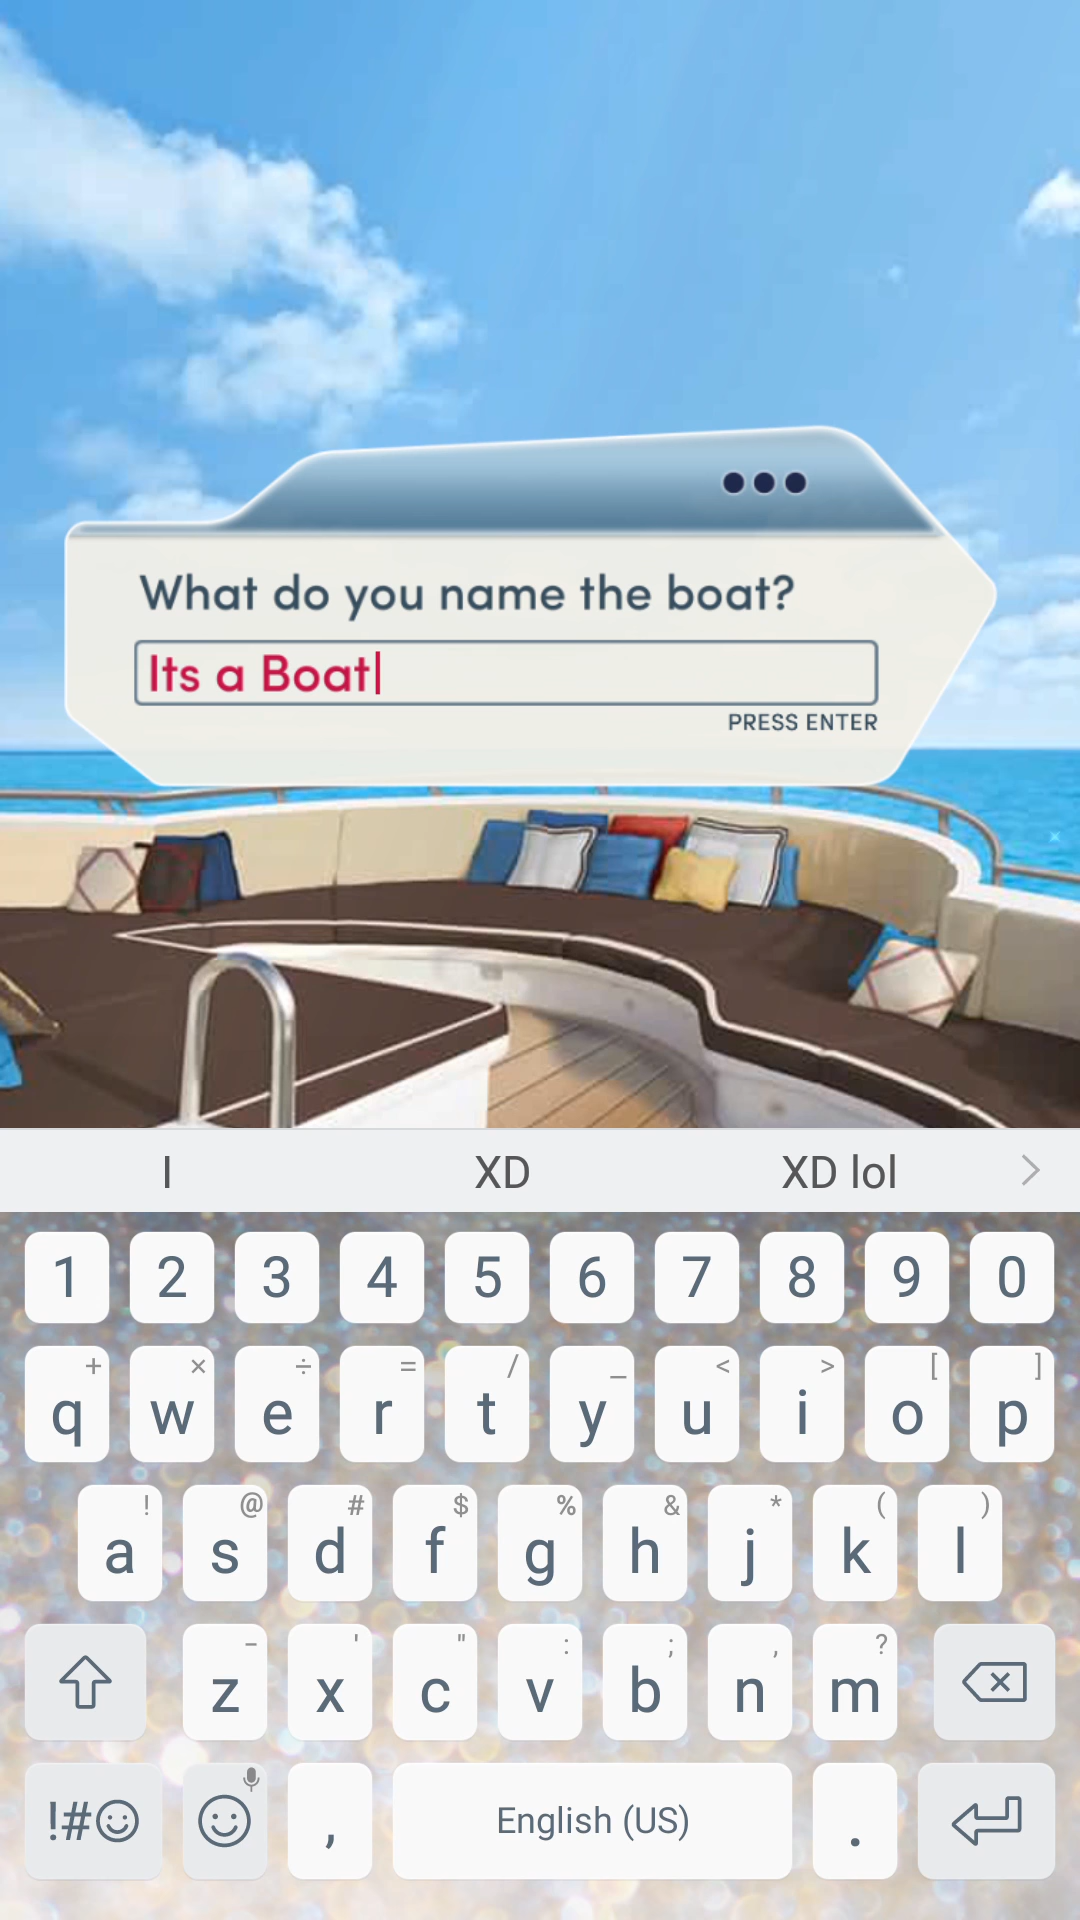 What do you name the boat?
Its a Boat
PRESS ENTER
I XD XD lol
1 2 3 4 5 6 7 8 9 0
+ × ÷ = / _ < > [ ]
q w e r t y u i o p
! @ # $ % & * ( )
a s d f g h j k l
- ' " : ; , ?
z x c v b n m
!#☺ , English (US) .